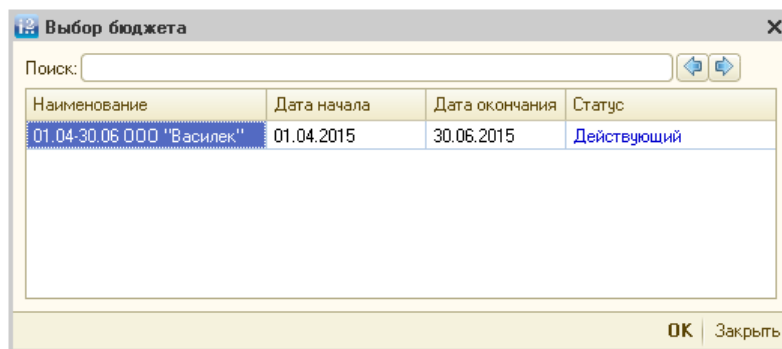 Выбор бюджета
Поиск:
Наименование Дата начала Дата окончания Статус
01.04-30.06 ООО "Василек" 01.04.2015 30.06.2015 Действующий
OK Закрыть